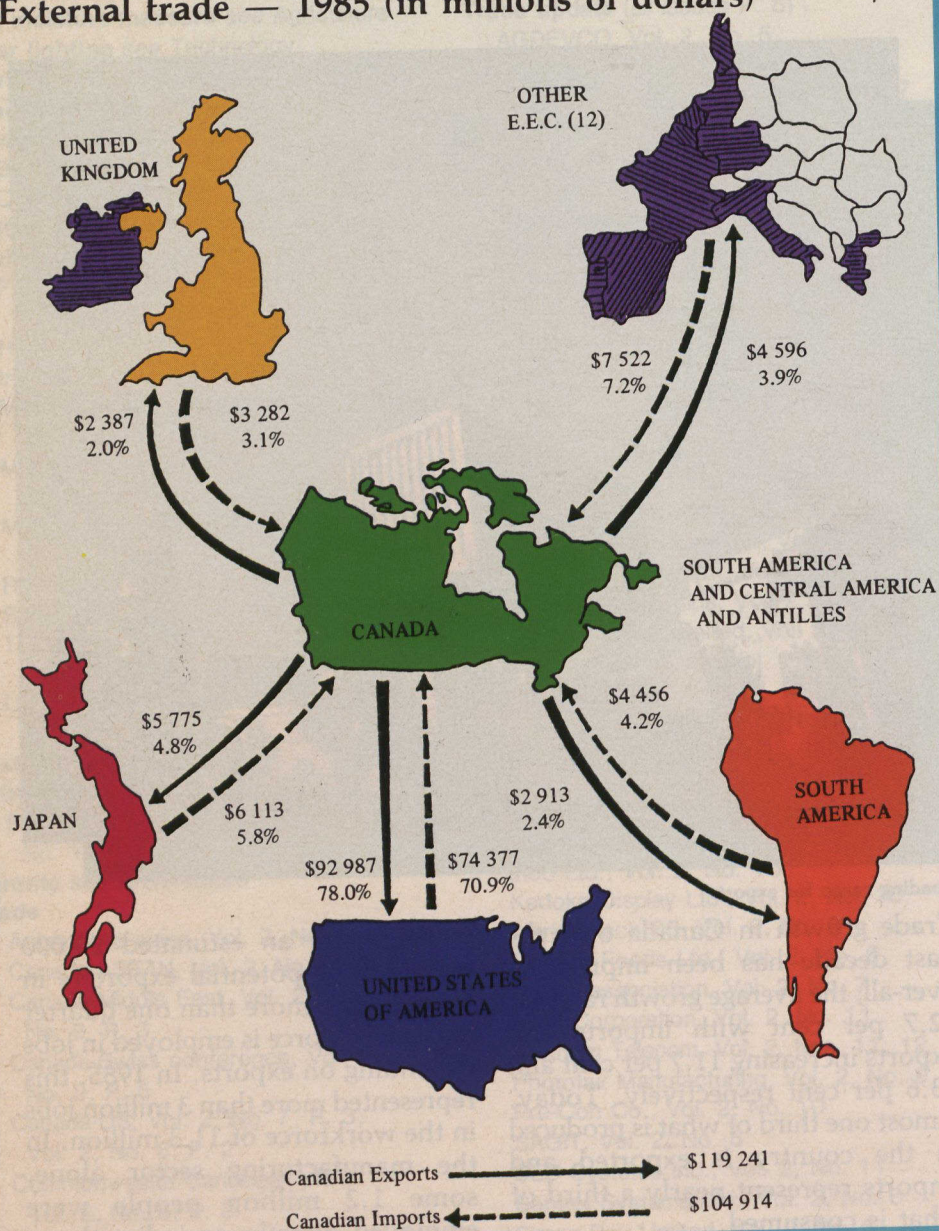 External trade — 1985 (in millions of dollars)
UNITED
KINGDOM
OTHER
E.E.C. (12)
$2 387
2.0%
$3 282
3.1%
$7 522
7.2%
$4 596
3.9%
SOUTH AMERICA
AND CENTRAL AMERICA
AND ANTILLES
CANADA
$5 775
4.8%
$6 113
5.8%
JAPAN
$92 987
78.0%
$74 377
70.9%
$2 913
2.4%
$4 456
4.2%
SOUTH
AMERICA
UNITED STATES
OF AMERICA
Canadian Exports $119 241
Canadian Imports $104 914